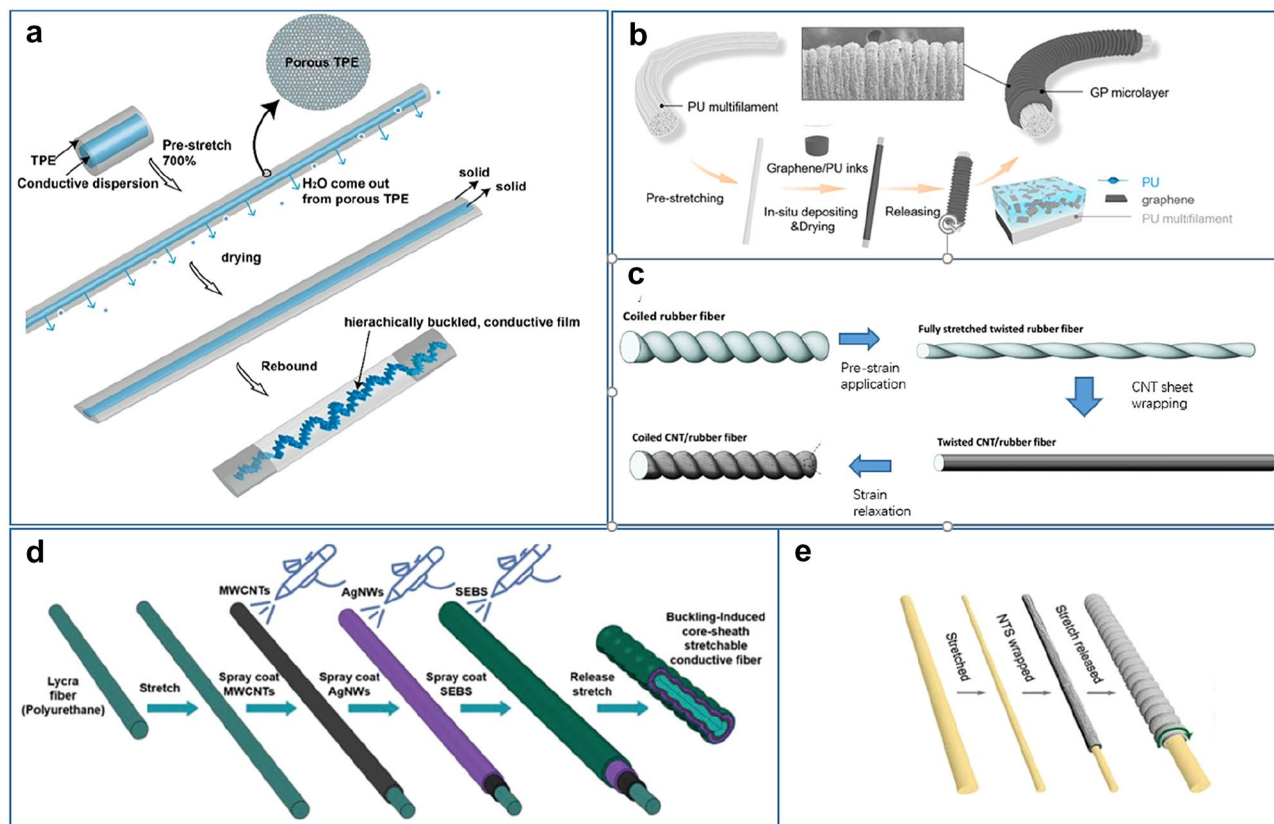 a
Porous TPE
TPE
Conductive dispersion
Pre-stretch
700%
H₂O come out
from porous TPE
solid
solid
drying
hierachically buckled, conductive film
Rebound
b
PU multifilament
GP microlayer
Graphene/PU inks
Pre-stretching
In-situ depositing
&Drying
Releasing
PU
graphene
PU multifilament
c
Coiled rubber fiber
Pre-strain
application
Fully stretched twisted rubber fiber
CNT sheet
wrapping
Coiled CNT/rubber fiber
Twisted CNT/rubber fiber
Strain
relaxation
d
MWCNTs
AgNWs
SEBS
Buckling-Induced
core-sheath
stretchable
conductive fiber
Lycra
fiber
(Polyurethane)
Stretch
Spray coat
MWCNTs
Spray coat
AgNWs
Spray coat
SEBS
Release
stretch
e
Stretched
NTS wrapped
Stretch released